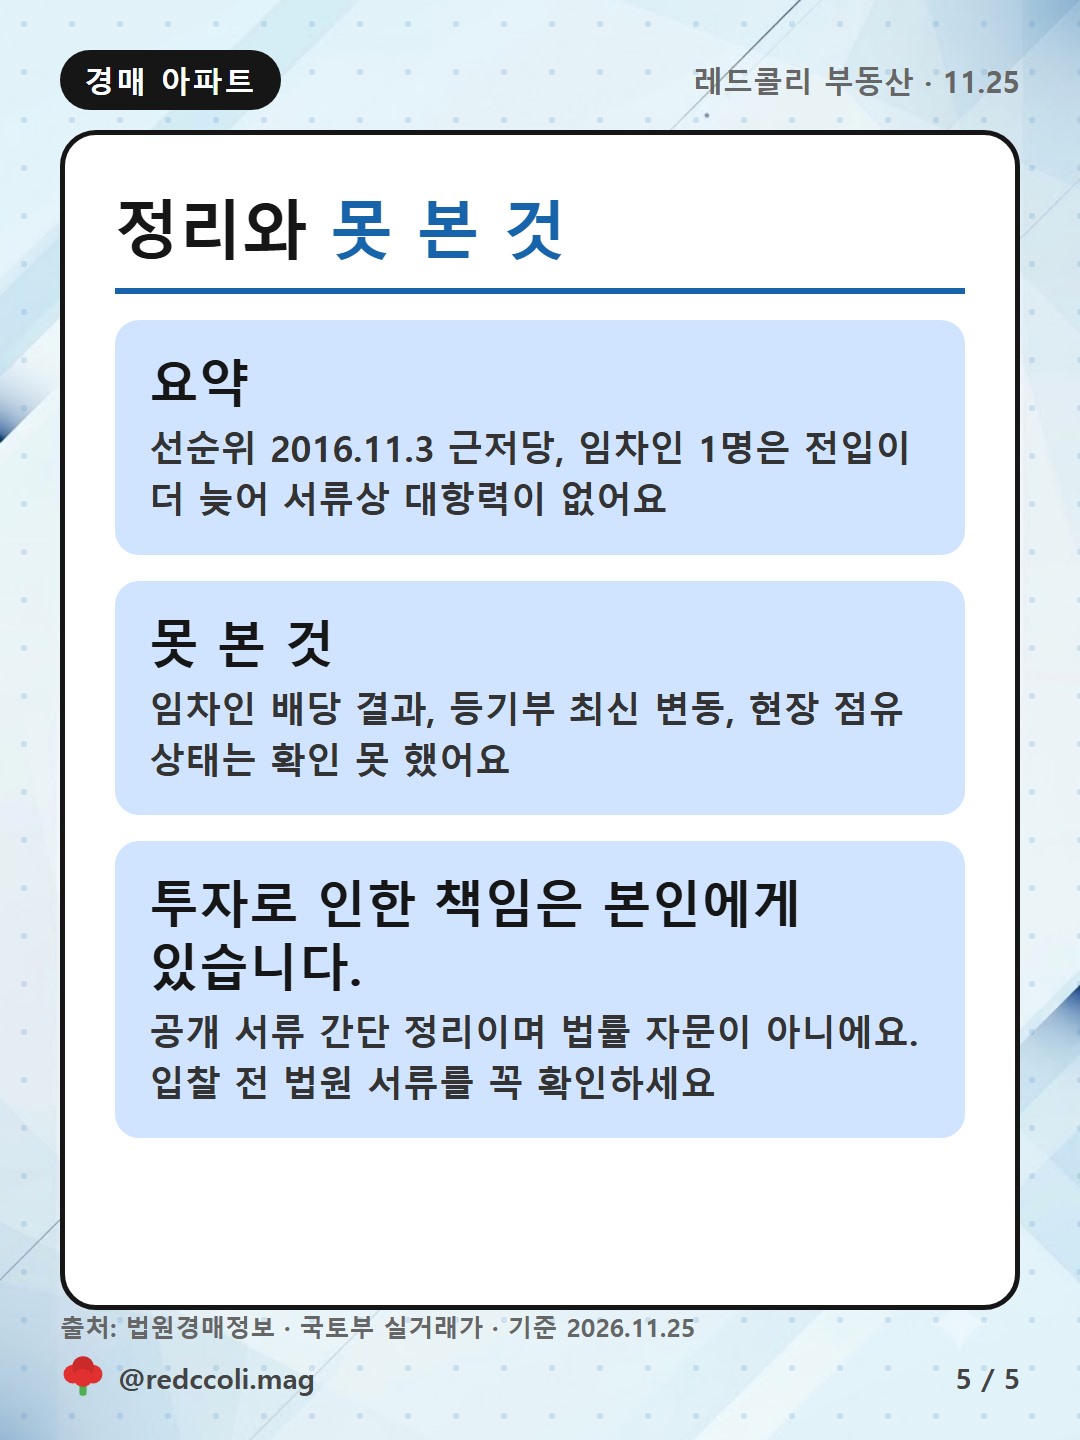 경매 아파트
레드콜리 부동산 · 11.25
정리와 못 본 것
요약
선순위 2016.11.3 근저당, 임차인 1명은 전입이
더 늦어 서류상 대항력이 없어요
못 본 것
임차인 배당 결과, 등기부 최신 변동, 현장 점유
상태는 확인 못 했어요
투자로 인한 책임은 본인에게
있습니다.
공개 서류 간단 정리이며 법률 자문이 아니에요.
입찰 전 법원 서류를 꼭 확인하세요
출처: 법원경매정보 · 국토부 실거래가 · 기준 2026.11.25
@redccoli.mag
5 / 5